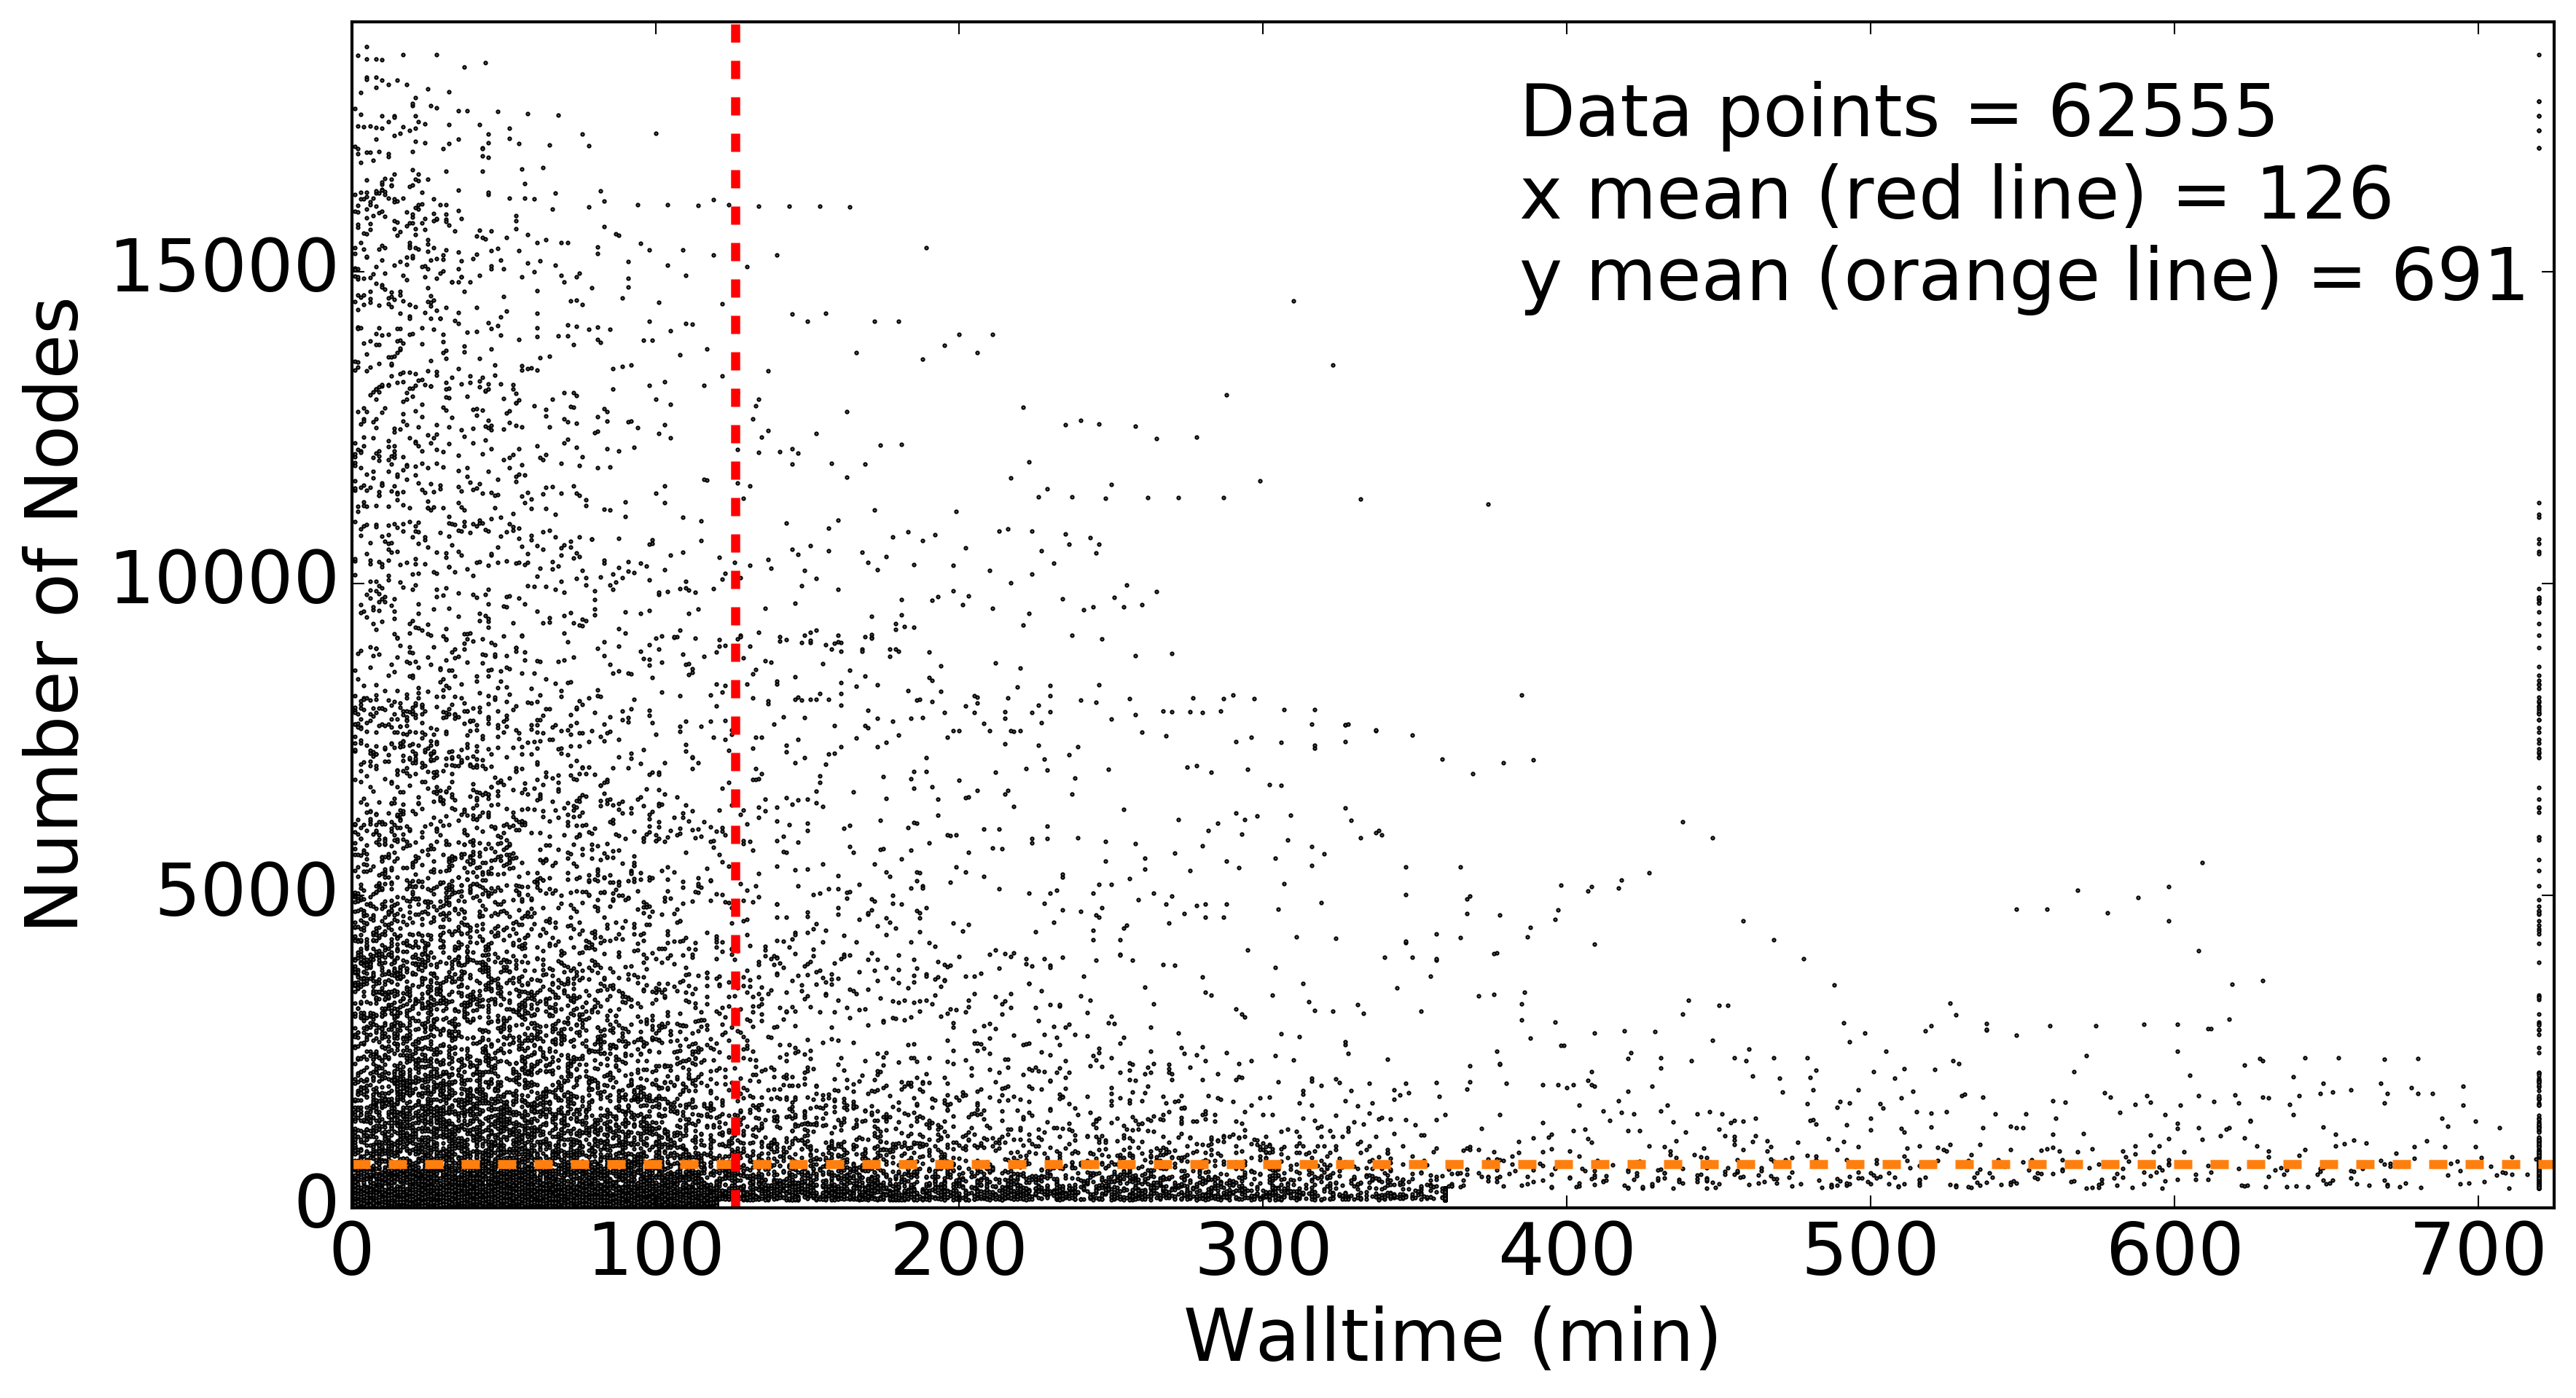 Data points = 62555
x mean (red line) = 126
y mean (orange line) = 691
Number of Nodes
15000
10000
5000
0
0 100 200 300 400 500 600 700
Walltime (min)